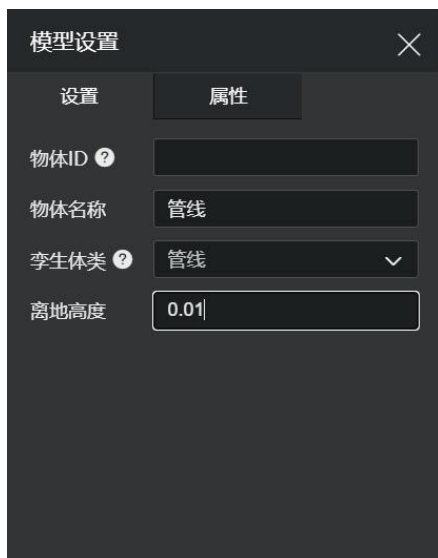 模型设置
设置 属性
物体ID ?
物体名称 管线
孪生体类 ? 管线
离地高度 0.01